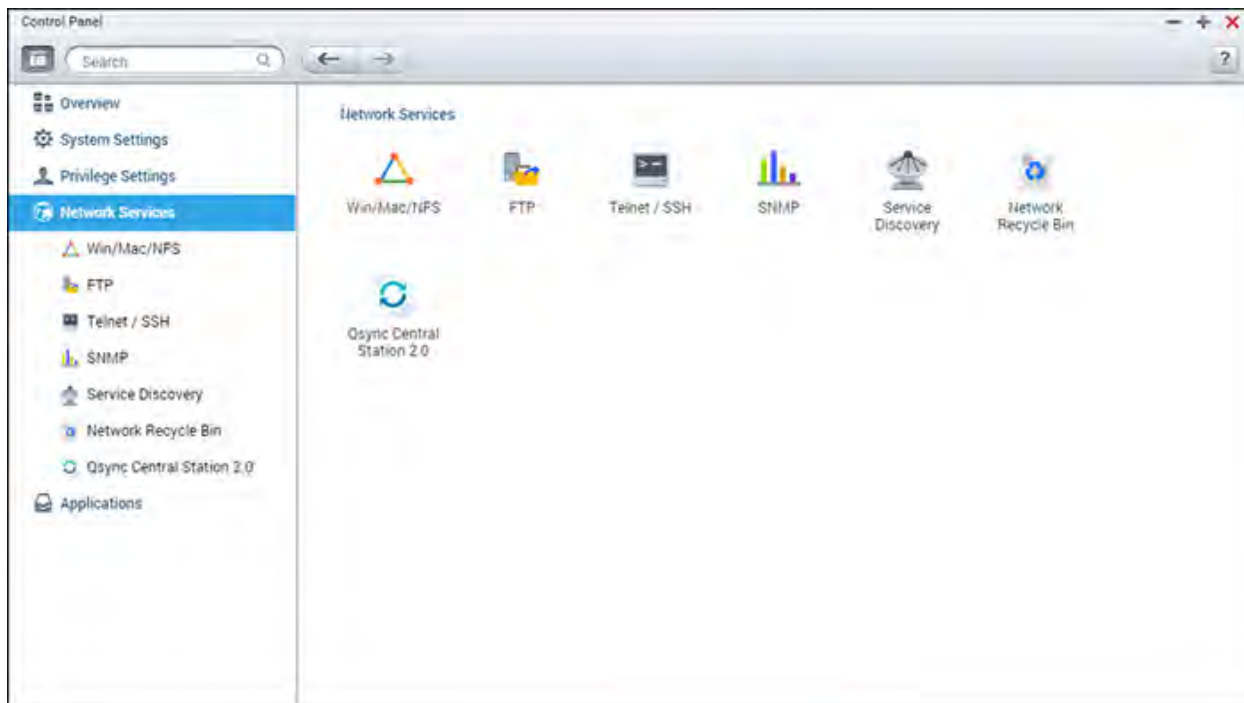 Control Panel
Search
?
Overview
System Settings
Privilege Settings
Network Services
Win/Mac/NFS
FTP
Telnet / SSH
SNMP
Service Discovery
Network Recycle Bin
Qsync Central Station 2.0
Applications
Network Services
Win/Mac/NFS
FTP
Telnet / SSH
SNMP
Service
Discovery
Network
Recycle Bin
Qsync Central
Station 2.0